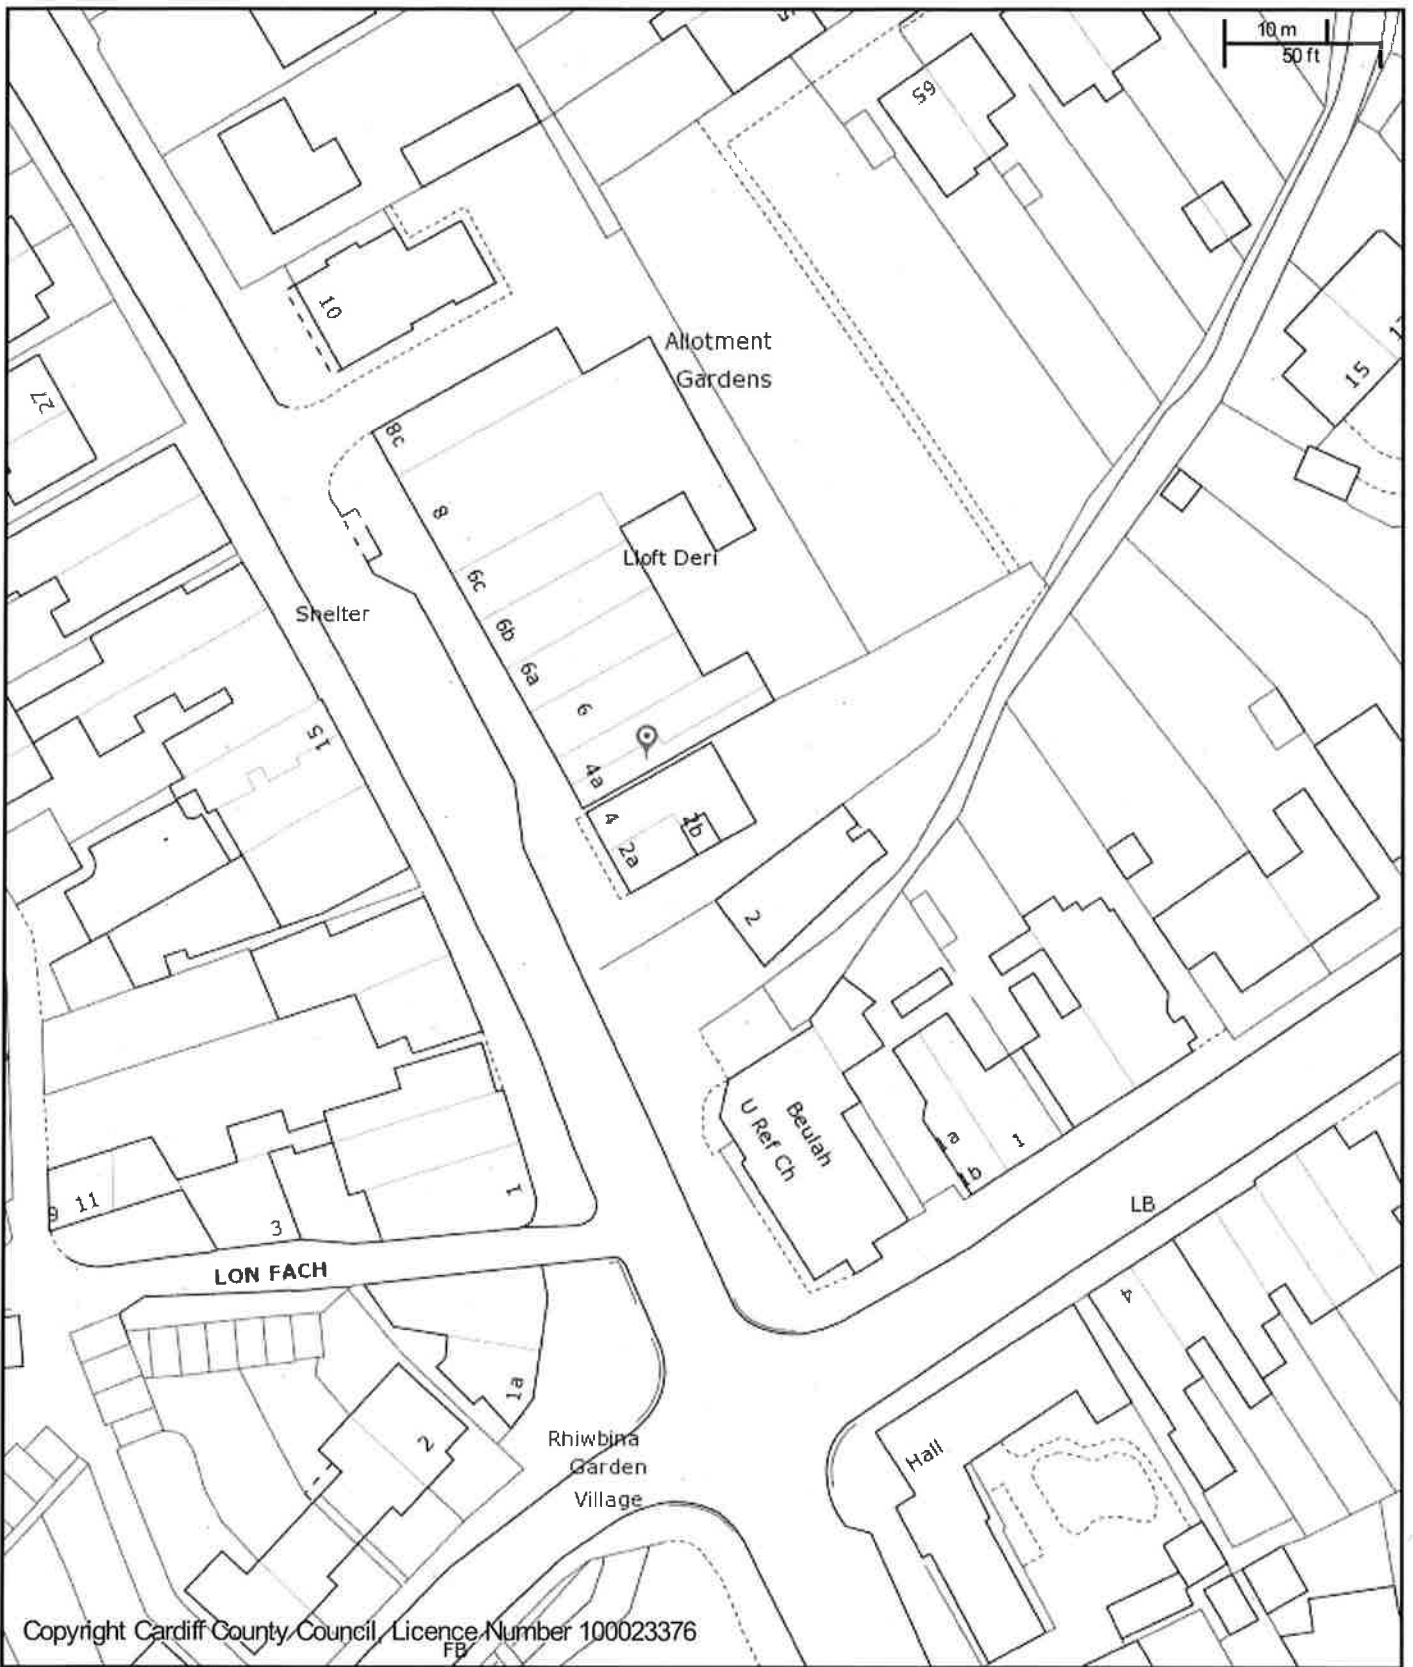 10 m
50 ft
65
10
Allotment
Gardens
27
15
8c
8
6c
Lloft Deri
Shelter
6b
6a
6
15
4a
4
2b
2a
2
Beulah
U Ref Ch
a
1
b
1
LB
11
3
LON FACH
4
1a
2
Rhiwbina
Garden
Village
Hall
Copyright Cardiff County Council, Licence Number 100023376
FB